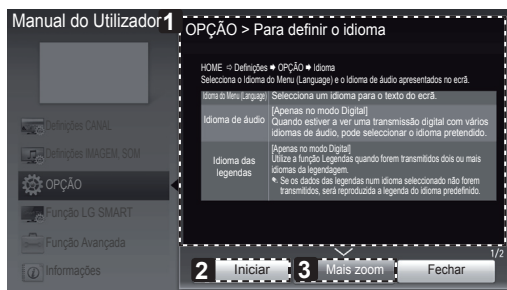 Manual do Utilizador
1
OPÇÃO > Para definir o idioma
HOME ⇨ Definições ➡ OPÇÃO ➡ Idioma
Selecciona o Idioma do Menu (Language) e o Idioma de áudio apresentados no ecrã.
Idioma do Menu (Language) Selecciona um idioma para o texto do ecrã.
Idioma de áudio
[Apenas no modo Digital]
Quando estiver a ver uma transmissão digital com vários
idiomas de áudio, pode seleccionar o idioma pretendido.
Idioma das
legendas
[Apenas no modo Digital]
Utilize a função Legendas quando forem transmitidos dois ou mais
idiomas da legendagem.
Se os dados das legendas num idioma seleccionado não forem
transmitidos, será reproduzida a legenda do idioma predefinido.
Definições CANAL
Definições IMAGEM, SOM
OPÇÃO
Função LG SMART
Função Avançada
Informações
1/2
2 Iniciar
3 Mais zoom
Fechar